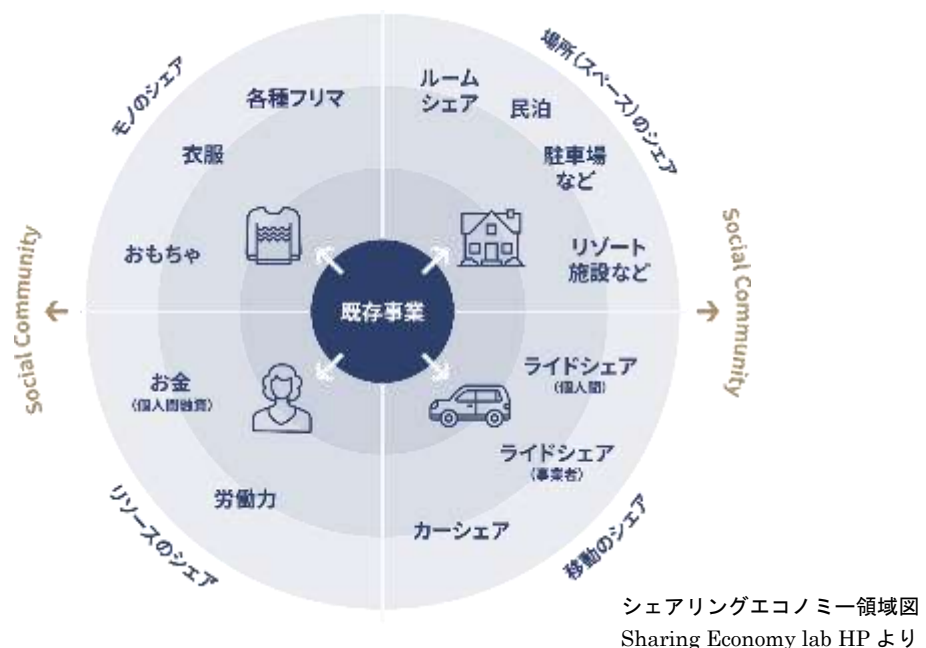 モノのシェア
各種フリマ
衣服
おもちゃ
場所（スペース）のシェア
ルーム
シェア
民泊
駐車場
など
リゾート
施設など
Social Community
Social Community
既存事業
お金
（個人間融資）
労働力
リソースのシェア
ライドシェア
（個人間）
ライドシェア
（事業者）
カーシェア
移動のシェア
シェアリングエコノミー領域図
Sharing Economy lab HP より